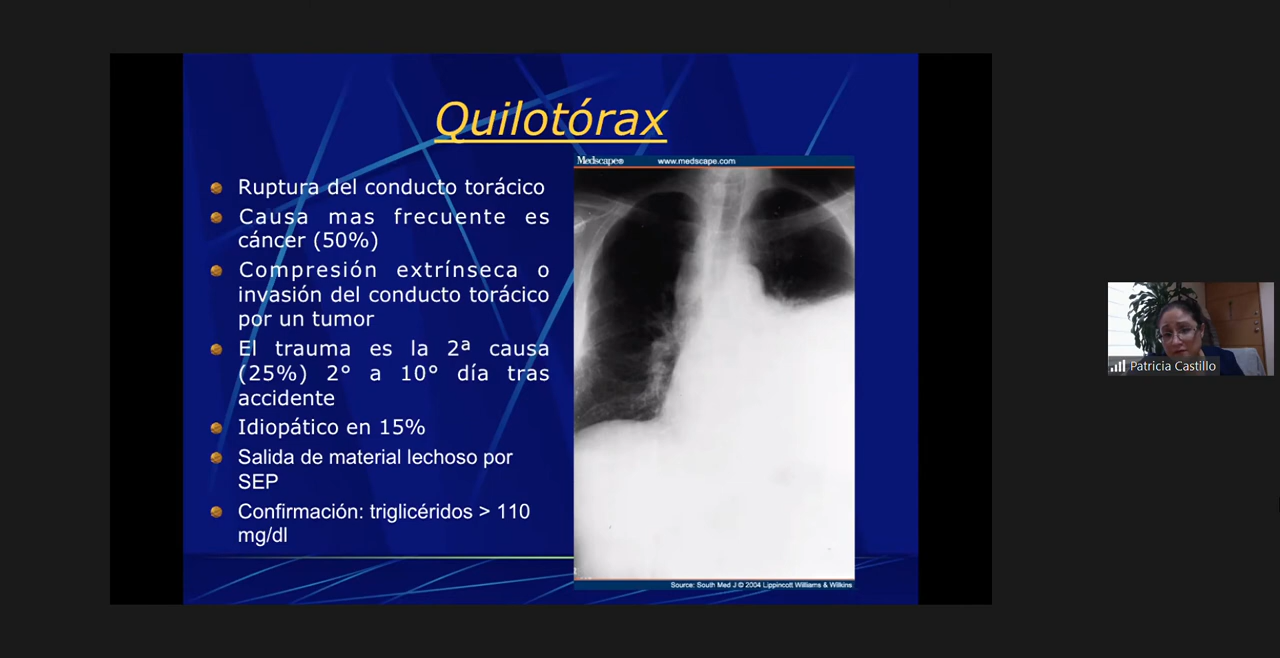 Quilotórax
Medscape® www.medscape.com
Ruptura del conducto torácico
Causa mas frecuente es
cáncer (50%)
Compresión extrínseca o
invasión del conducto torácico
por un tumor
El trauma es la 2ª causa
(25%) 2° a 10° día tras
accidente
Idiopático en 15%
Salida de material lechoso por
SEP
Confirmación: triglicéridos > 110
mg/dl
Source: South Med J © 2004 Lippincott Williams & Wilkins
Patricia Castillo